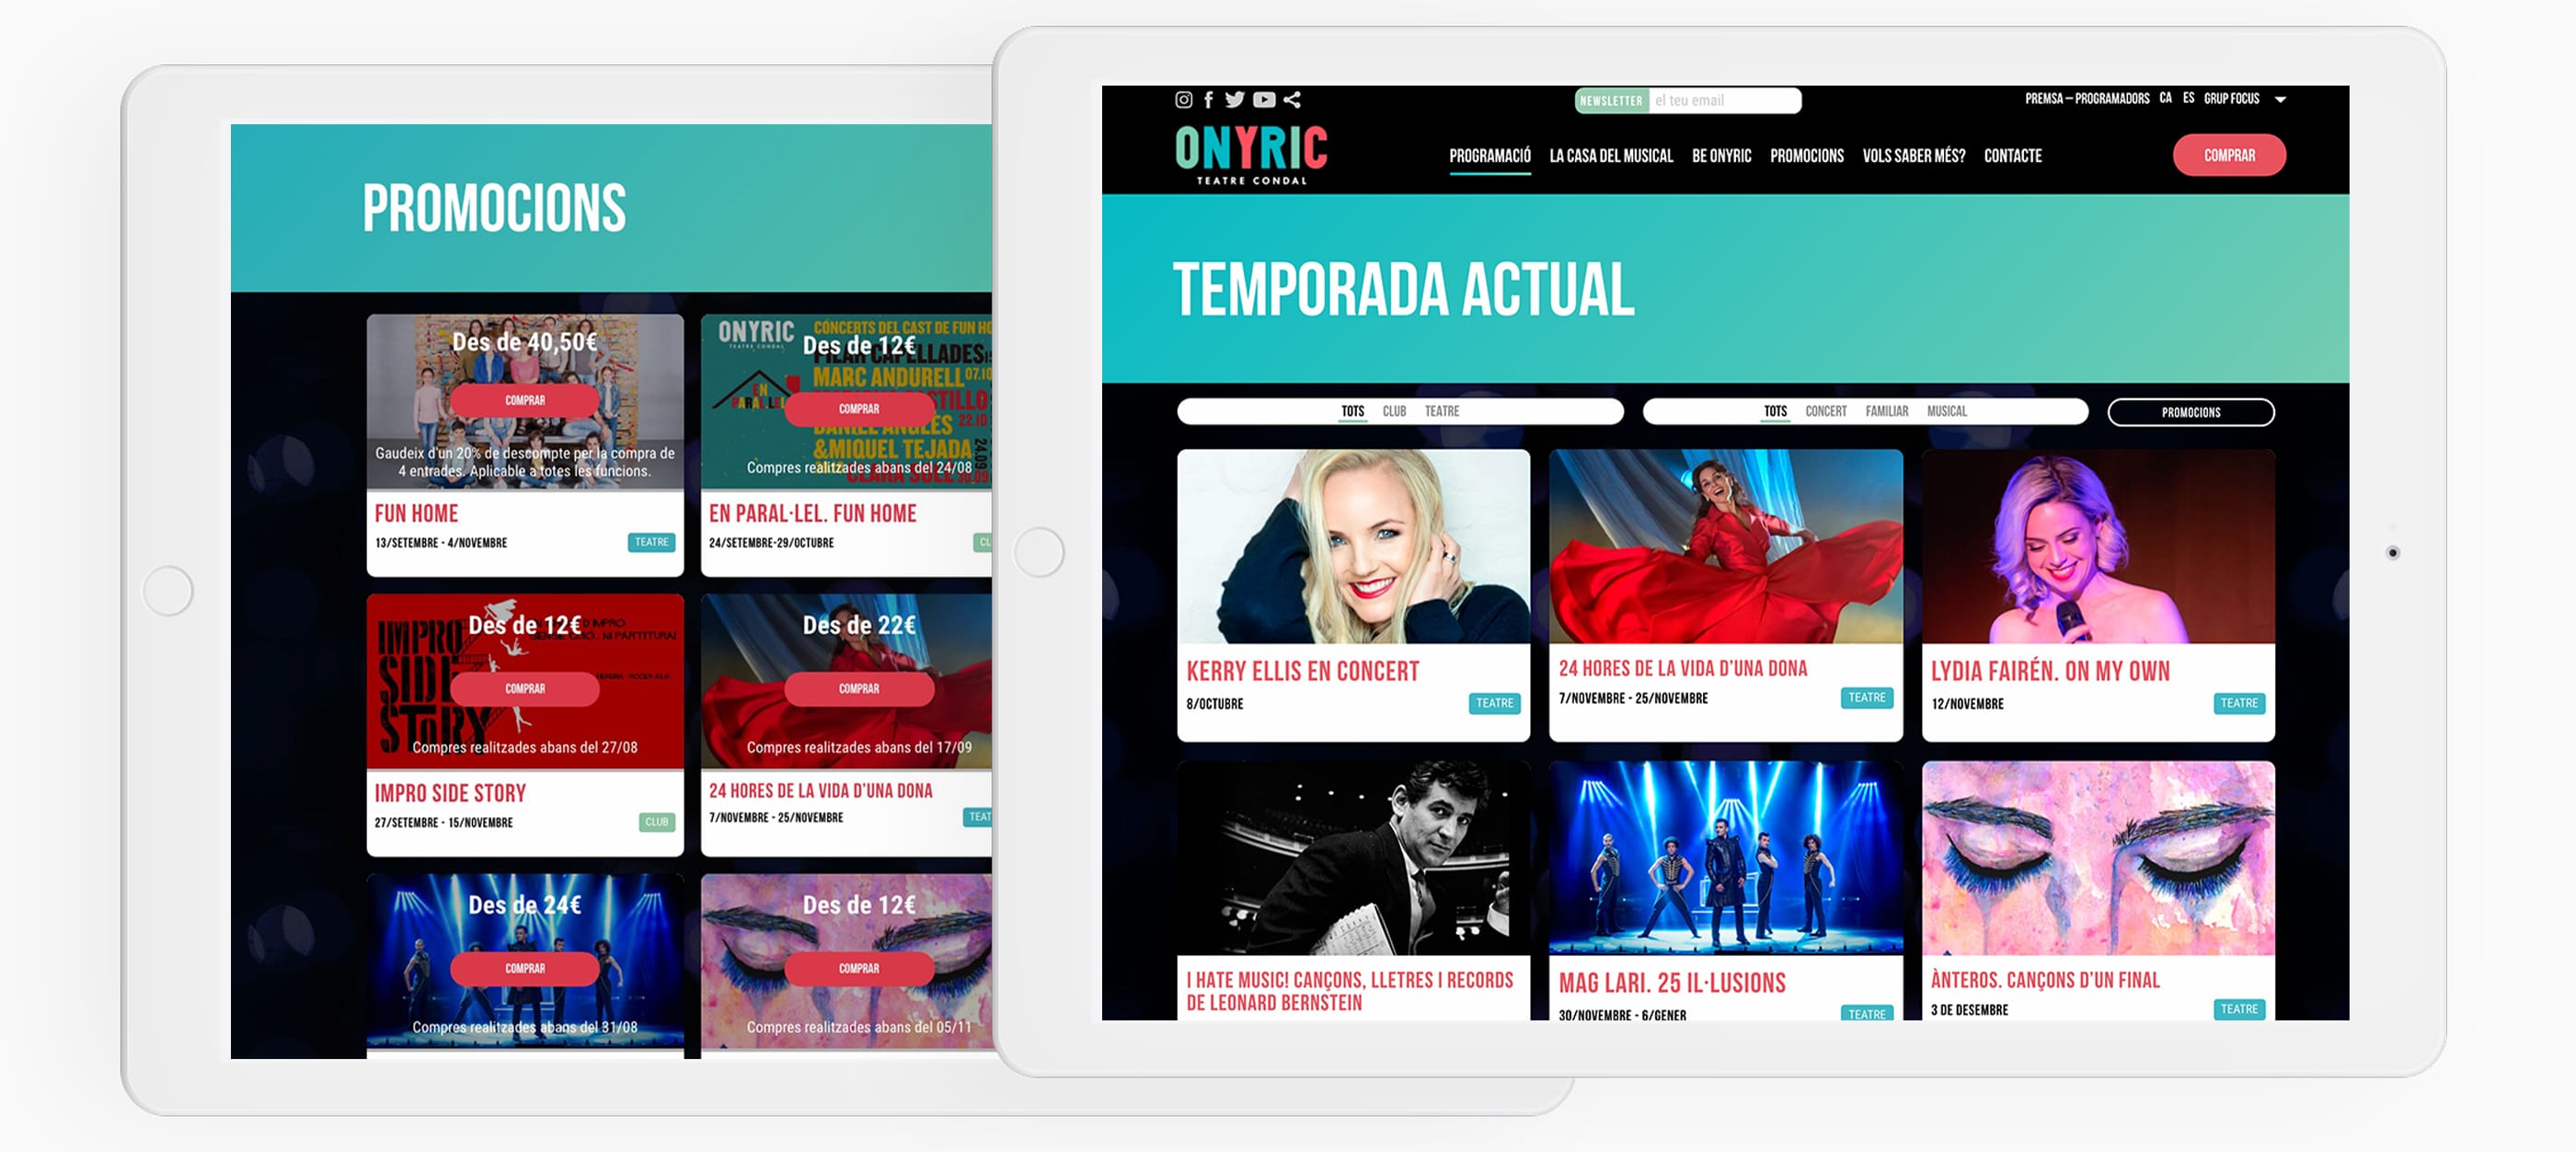 PROMOCIONS
Des de 40,50€
COMPRAR
Gaudeix d'un 20% de descompte per la compra de
4 entrades. Aplicable a totes les funcions.
FUN HOME
13/SETEMBRE - 4/NOVEMBRE
TEATRE
ONYRIC
TEATRE CONDAL
CONCERTS DEL CAST DE FUN HO
Des de 12€
MARC ANDURELL 07.10
EN
PARAL·LEL
COMPRAR
22.10
&MIQUEL TEJADA
24.09
Compres realitzades abans del 24/08
EN PARAL·LEL. FUN HOME
24/SETEMBRE-29/OCTUBRE
CL
IMPRO
SIDE
STORY
Des de 12€
COMPRAR
Compres realitzades abans del 27/08
IMPRO SIDE STORY
27/SETEMBRE - 15/NOVEMBRE
CLUB
Des de 22€
COMPRAR
Compres realitzades abans del 17/09
24 HORES DE LA VIDA D'UNA DONA
7/NOVEMBRE - 25/NOVEMBRE
TEAT
Des de 24€
COMPRAR
Compres realitzades abans del 31/08
Des de 12€
COMPRAR
Compres realitzades abans del 05/11
NEWSLETTER el teu email
PREMSA – PROGRAMADORS CA ES GRUP FOCUS
ONYRIC
TEATRE CONDAL
PROGRAMACIÓ LA CASA DEL MUSICAL BE ONYRIC PROMOCIONS VOLS SABER MÉS? CONTACTE
COMPRAR
TEMPORADA ACTUAL
TOTS CLUB TEATRE
TOTS CONCERT FAMILIAR MUSICAL
PROMOCIONS
KERRY ELLIS EN CONCERT
8/OCTUBRE
TEATRE
24 HORES DE LA VIDA D'UNA DONA
7/NOVEMBRE - 25/NOVEMBRE
TEATRE
LYDIA FAIRÉN. ON MY OWN
12/NOVEMBRE
TEATRE
I HATE MUSIC! CANÇONS, LLETRES I RECORDS
DE LEONARD BERNSTEIN
MAG LARI. 25 IL·LUSIONS
30/NOVEMBRE - 6/GENER
TEATRE
ÀNTEROS. CANÇONS D'UN FINAL
3 DE DESEMBRE
TEATRE